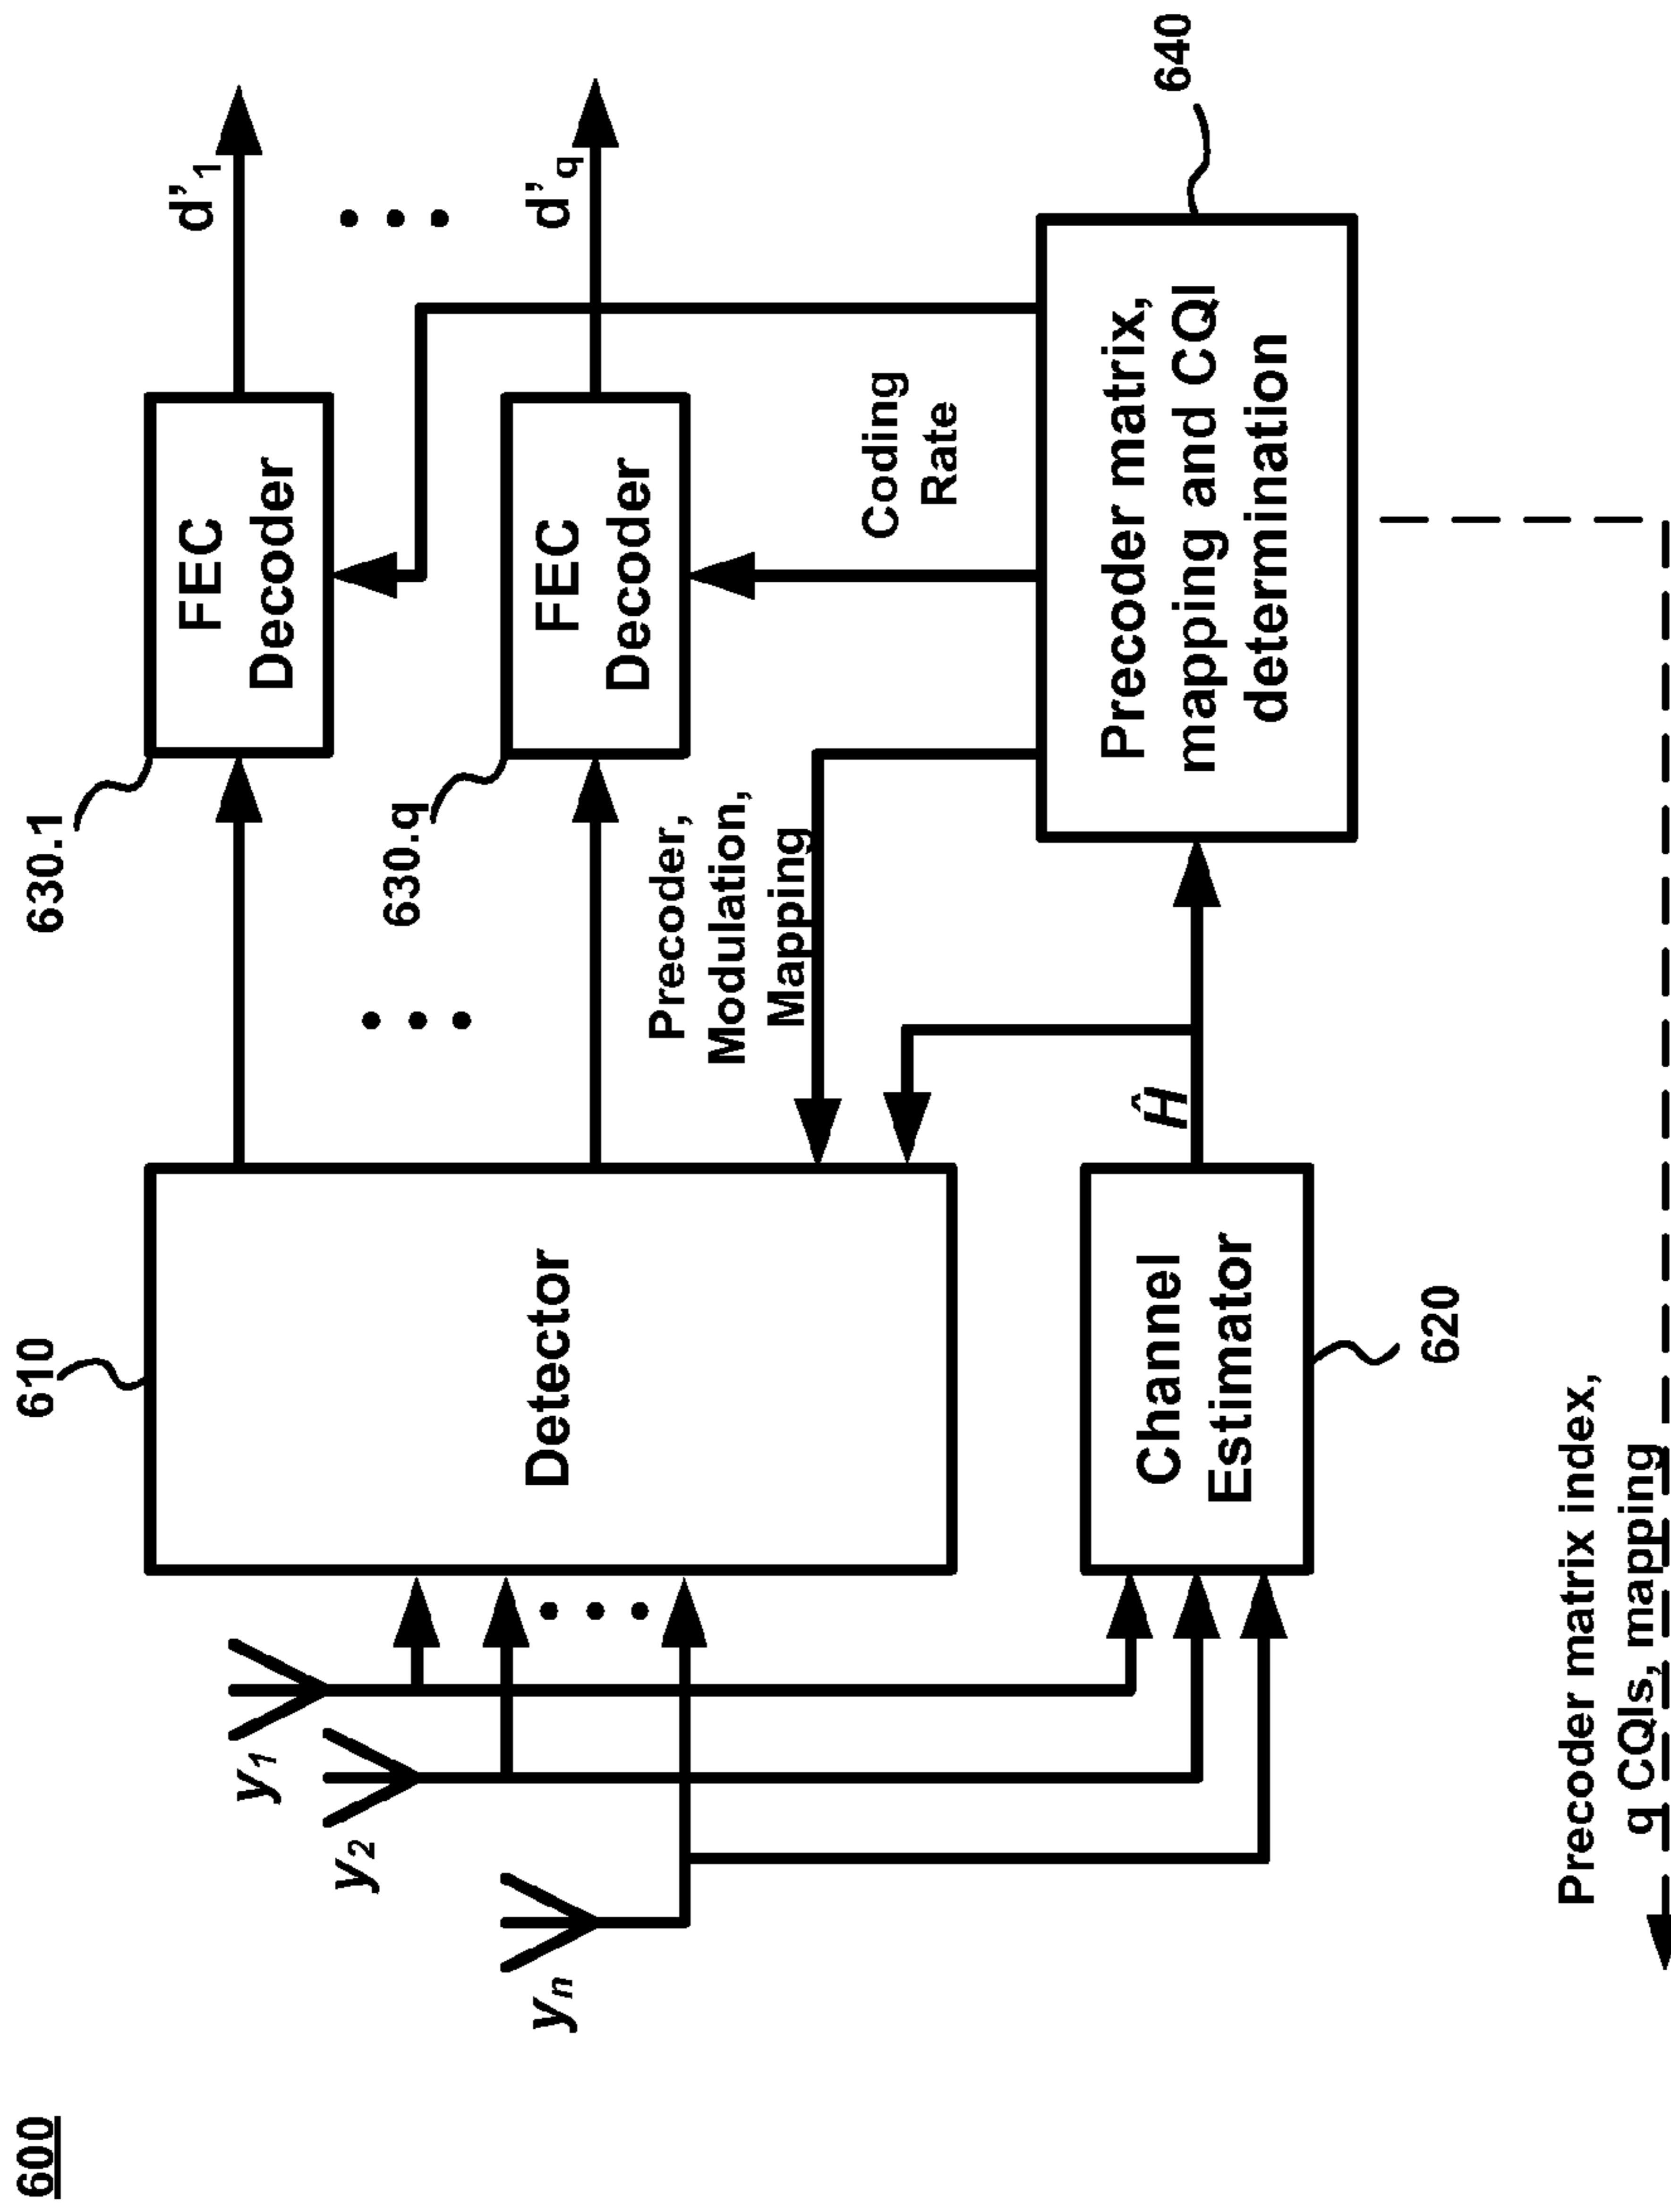 600
610
630.1
d'1
FEC
Decoder
y1
y2
yn
Detector
630.q
d'q
FEC
Decoder
Precoder,
Modulation,
Mapping
Coding
Rate
Ĥ
Channel
Estimator
620
Precoder matrix,
mapping and CQI
determination
640
Precoder matrix index,
q CQIs, mapping